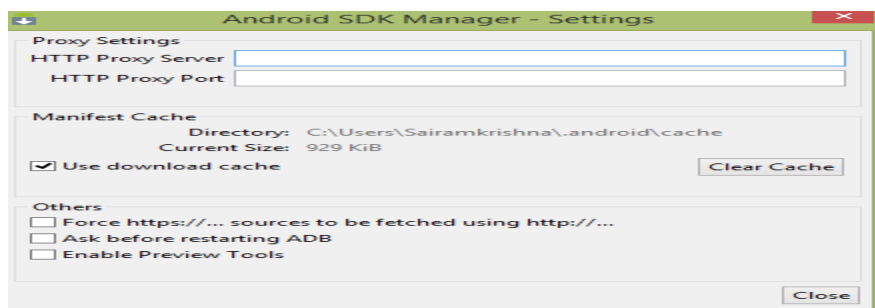 Android SDK Manager - Settings
Proxy Settings
HTTP Proxy Server
HTTP Proxy Port
Manifest Cache
Directory: C:\Users\Sairamkrishna\.android\cache
Current Size: 929 KiB
Use download cache
Clear Cache
Others
Force https://... sources to be fetched using http://...
Ask before restarting ADB
Enable Preview Tools
Close